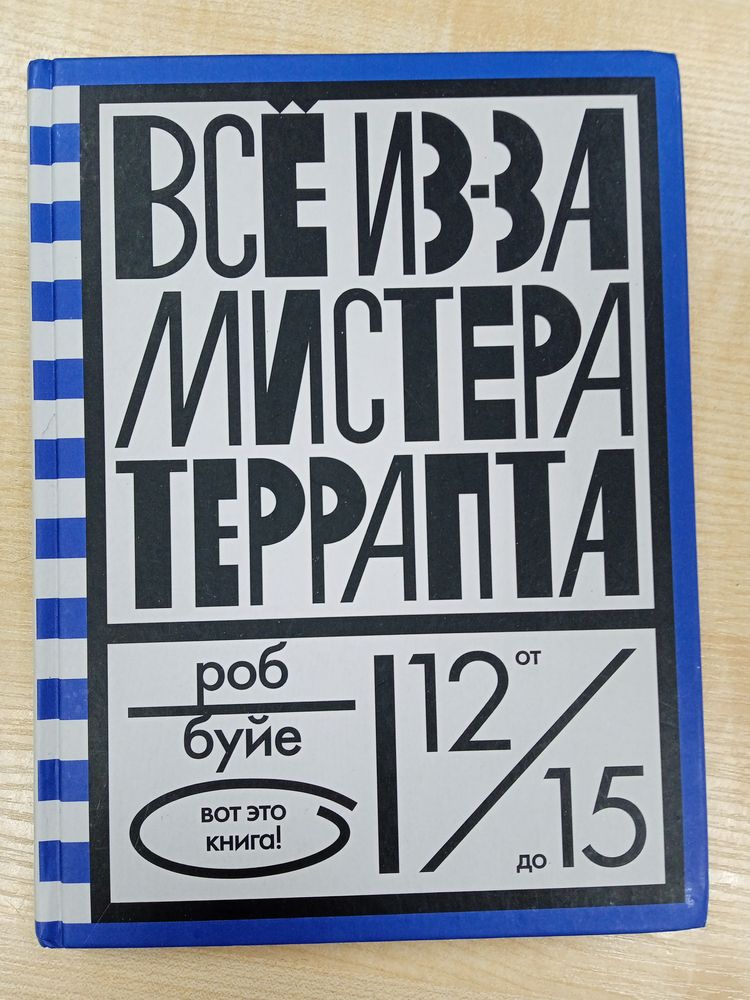 ВСЁ ИЗ-ЗА
МИСТЕРА
ТЕРРАПТА
роб
буйе
вот это
книга!
от 12
до 15